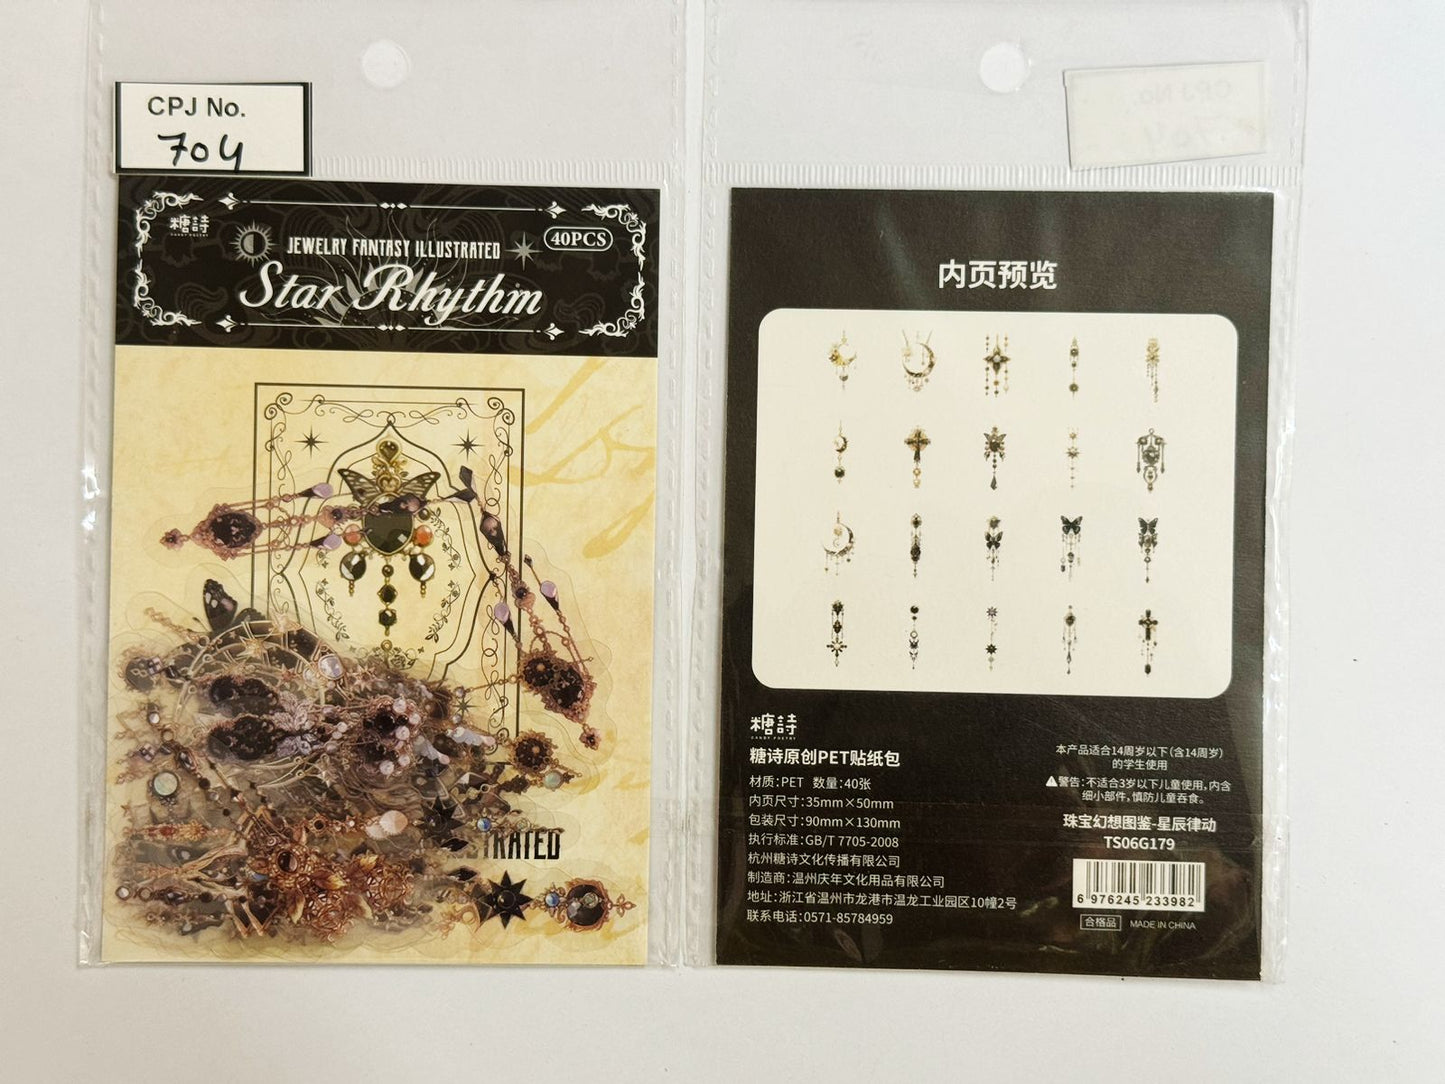 CPJ No.
704
糖詩
CANDY POETRY
JEWELRY FANTASY ILLUSTRATED
40PCS
Star Rhythm
TRATED
内页预览
糖詩
CANDY POETRY
糖诗原创PET贴纸包
材质:PET 数量:40张
内页尺寸:35mm×50mm
包装尺寸:90mm×130mm
执行标准:GB/T 7705-2008
杭州糖诗文化传播有限公司
制造商:温州庆年文化用品有限公司
地址:浙江省温州市龙港市温龙工业园区10幢2号
联系电话:0571-85784959
本产品适合14周岁以下(含14周岁)
的学生使用
警告:不适合3岁以下儿童使用,内含
细小部件,慎防儿童吞食。
珠宝幻想图鉴-星辰律动
TS06G179
6 976245 233982
合格品 MADE IN CHINA